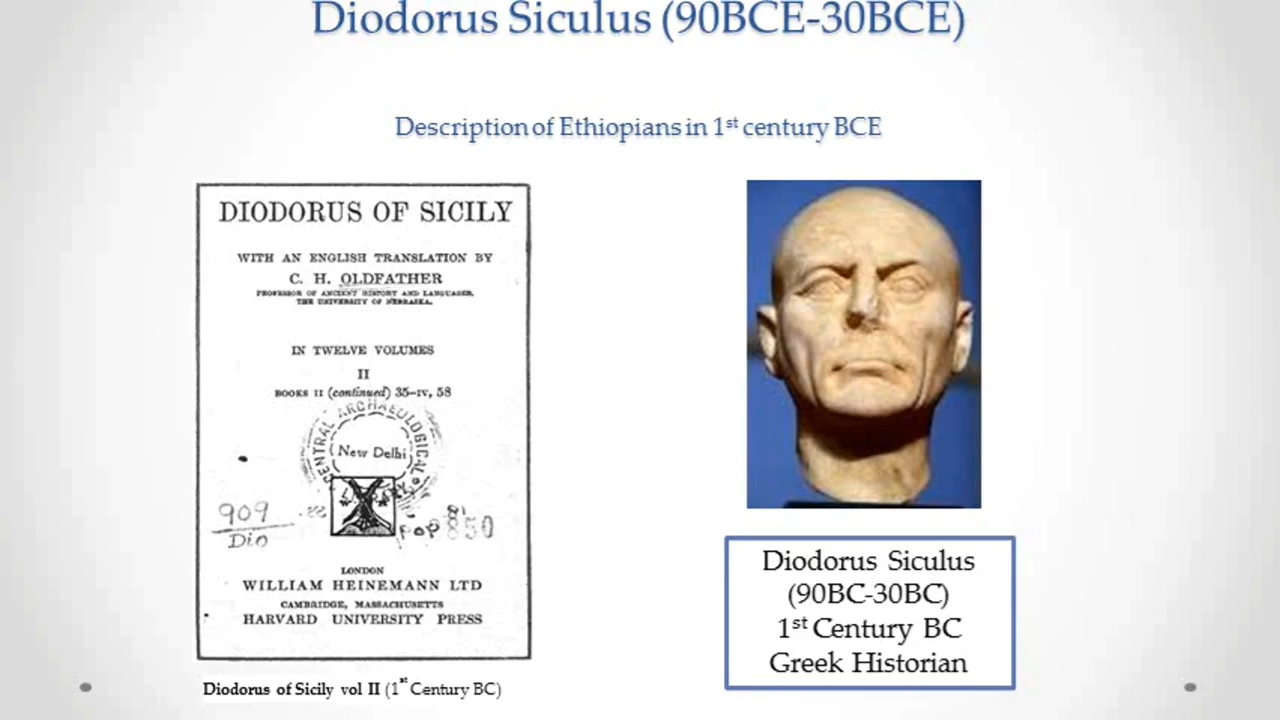 Diodorus Siculus (90BCE-30BCE)
Description of Ethiopians in 1st century BCE
DIODORUS OF SICILY
WITH AN ENGLISH TRANSLATION BY
C. H. OLDFATHER
PROFESSOR OF ANCIENT HISTORY AND LANGUAGES,
THE UNIVERSITY OF NEBRASKA.
IN TWELVE VOLUMES
II
BOOKS II (continued) 35–IV, 58
CENTRAL ARCHAEOLOGICAL
New Delhi
909
Dio
LONDON
WILLIAM HEINEMANN LTD
CAMBRIDGE, MASSACHUSETTS
HARVARD UNIVERSITY PRESS
Diodorus of Sicily vol II (1st Century BC)
Diodorus Siculus
(90BC-30BC)
1st Century BC
Greek Historian